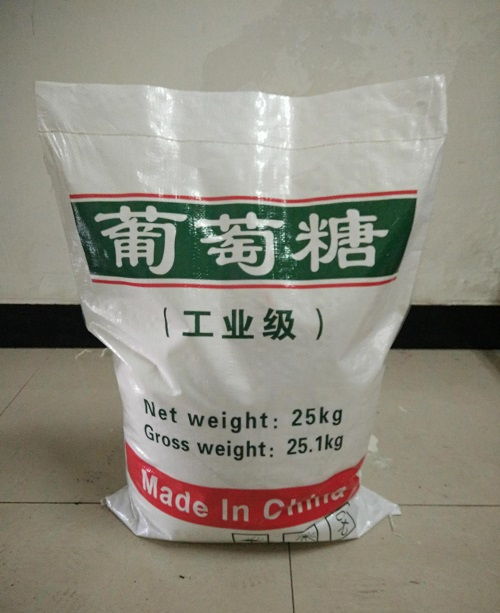 葡萄糖
(工业级)
Net weight: 25kg
Gross weight: 25.1kg
Made In China